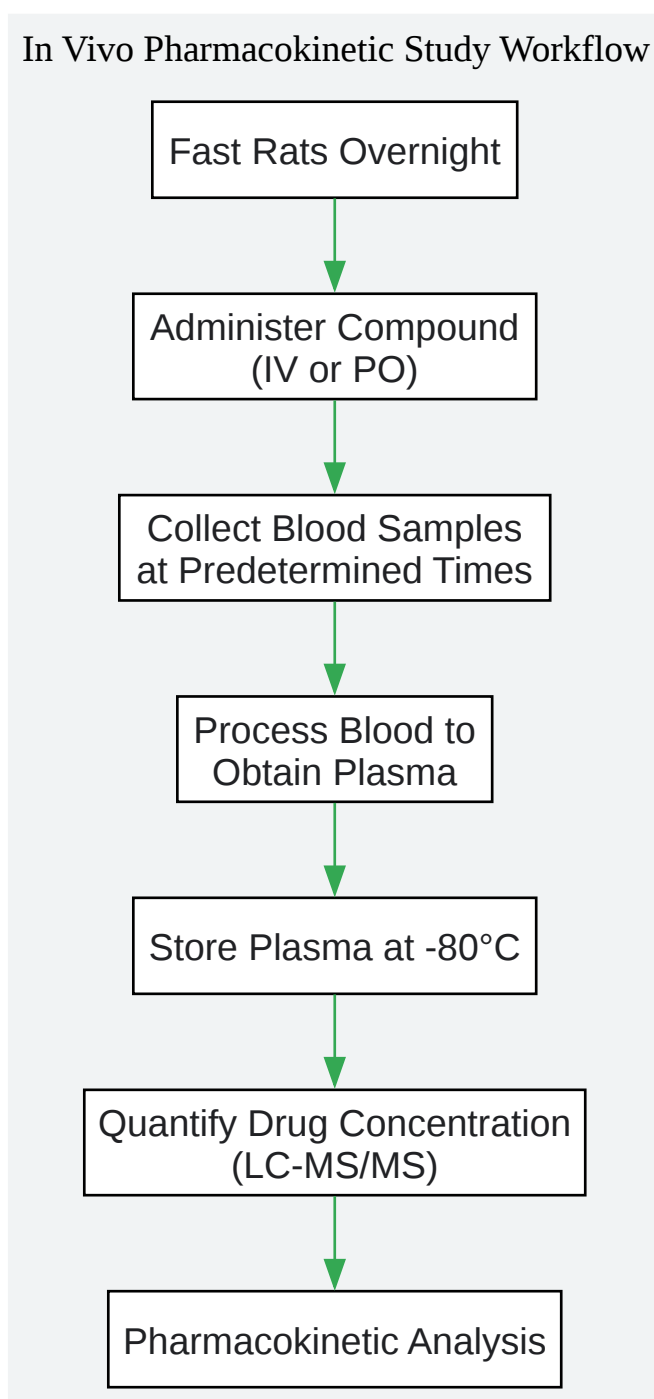 In Vivo Pharmacokinetic Study Workflow
Fast Rats Overnight
Administer Compound
(IV or PO)
Collect Blood Samples
at Predetermined Times
Process Blood to
Obtain Plasma
Store Plasma at -80°C
Quantify Drug Concentration
(LC-MS/MS)
Pharmacokinetic Analysis